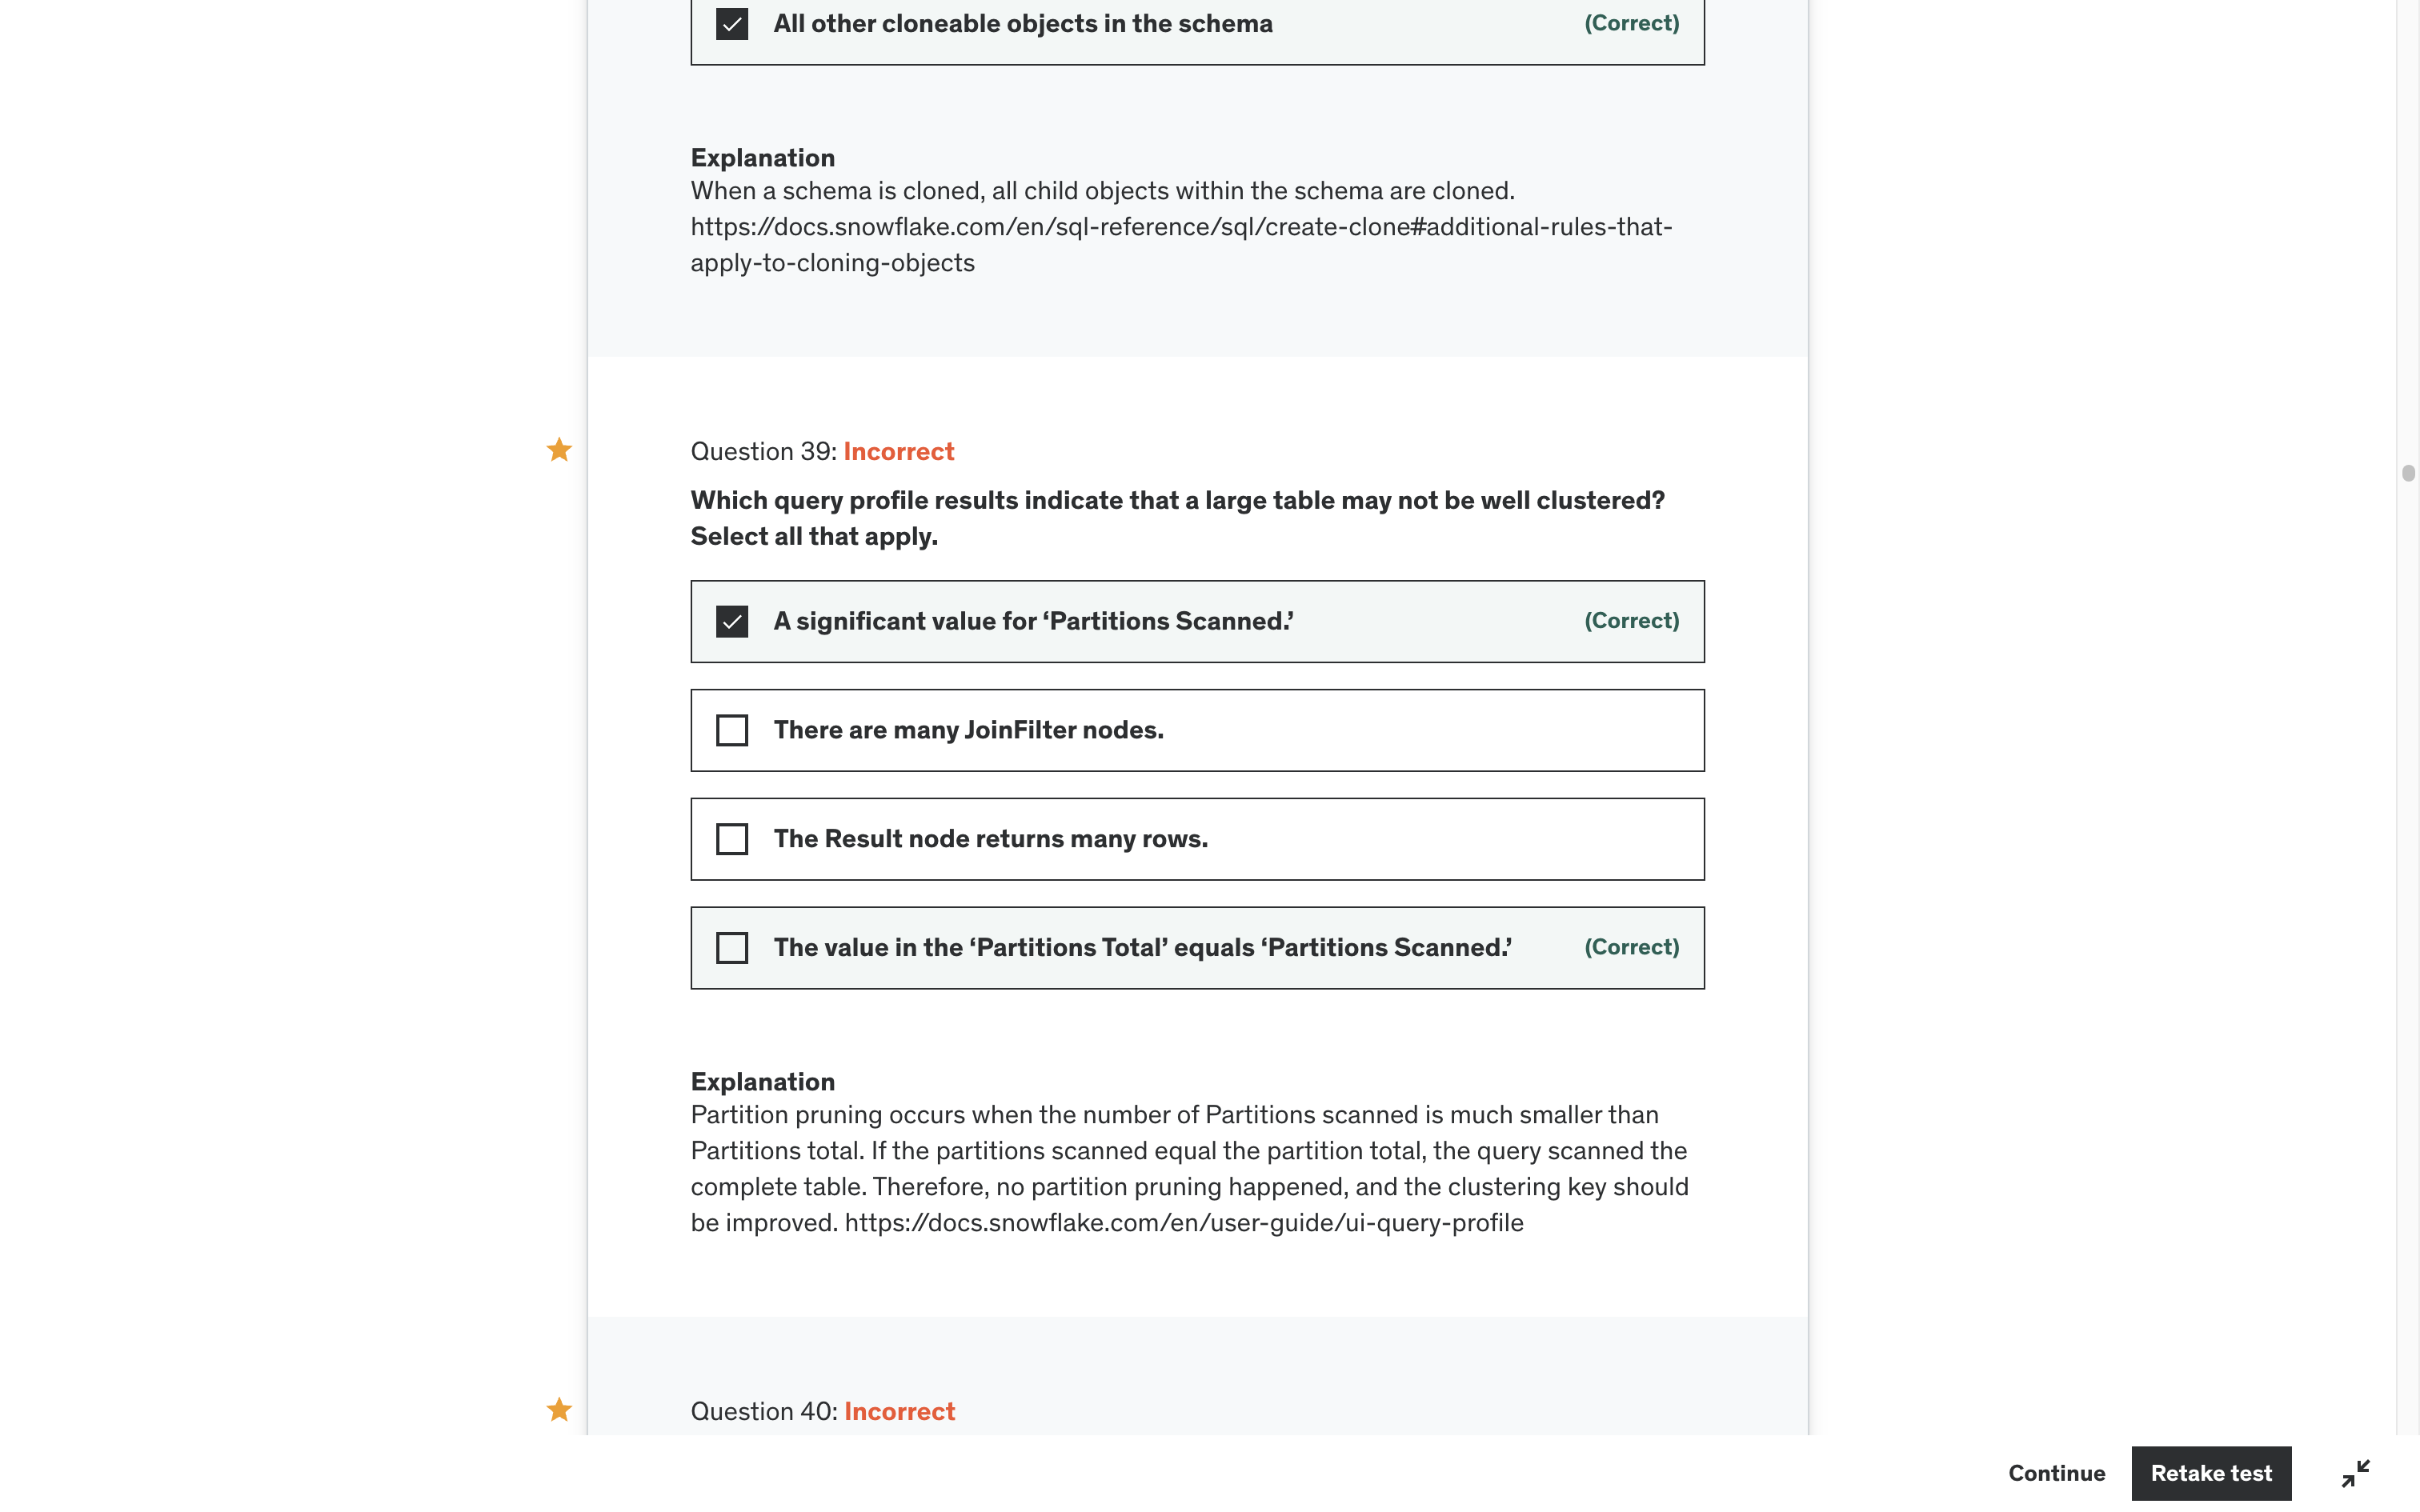 All other cloneable objects in the schema (Correct)
Explanation
When a schema is cloned, all child objects within the schema are cloned.
https://docs.snowflake.com/en/sql-reference/sql/create-clone#additional-rules-that-
apply-to-cloning-objects
Question 39: Incorrect
Which query profile results indicate that a large table may not be well clustered?
Select all that apply.
A significant value for ‘Partitions Scanned.’ (Correct)
There are many JoinFilter nodes.
The Result node returns many rows.
The value in the ‘Partitions Total’ equals ‘Partitions Scanned.’ (Correct)
Explanation
Partition pruning occurs when the number of Partitions scanned is much smaller than
Partitions total. If the partitions scanned equal the partition total, the query scanned the
complete table. Therefore, no partition pruning happened, and the clustering key should
be improved. https://docs.snowflake.com/en/user-guide/ui-query-profile
Question 40: Incorrect
Continue Retake test